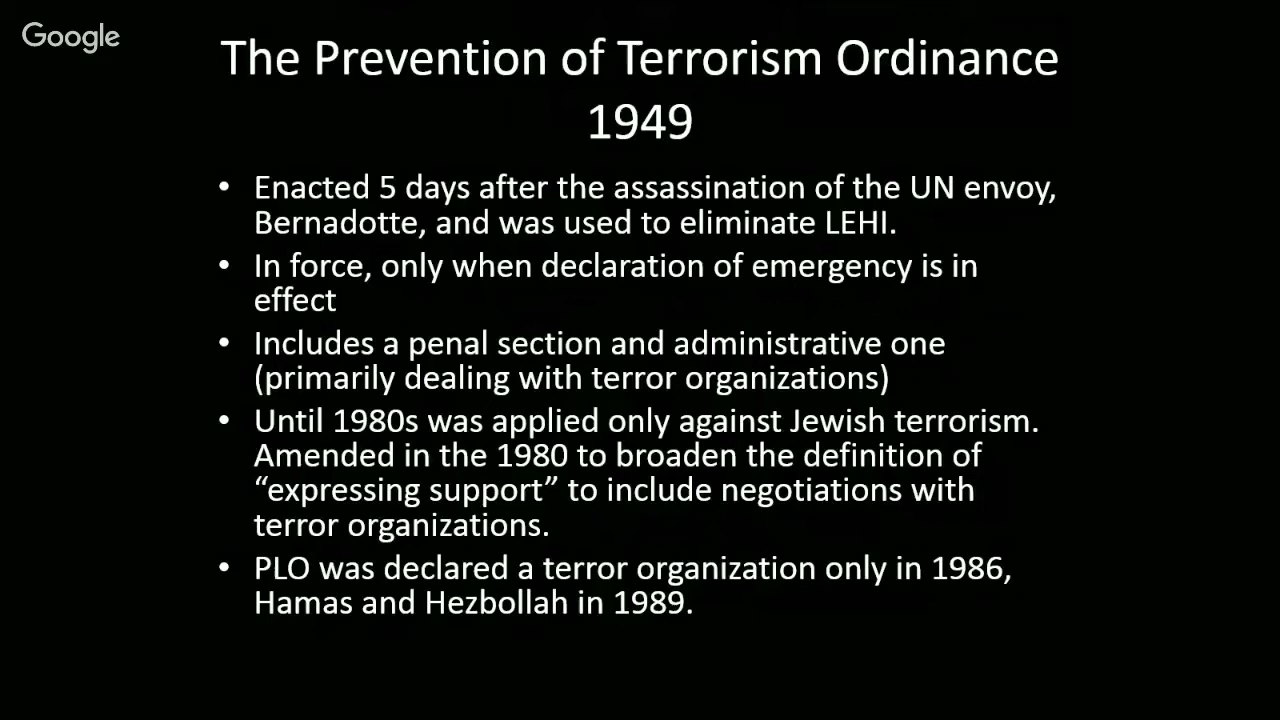 Google
The Prevention of Terrorism Ordinance
1949
• Enacted 5 days after the assassination of the UN envoy,
Bernadotte, and was used to eliminate LEHI.
• In force, only when declaration of emergency is in
effect
• Includes a penal section and administrative one
(primarily dealing with terror organizations)
• Until 1980s was applied only against Jewish terrorism.
Amended in the 1980 to broaden the definition of
“expressing support” to include negotiations with
terror organizations.
• PLO was declared a terror organization only in 1986,
Hamas and Hezbollah in 1989.